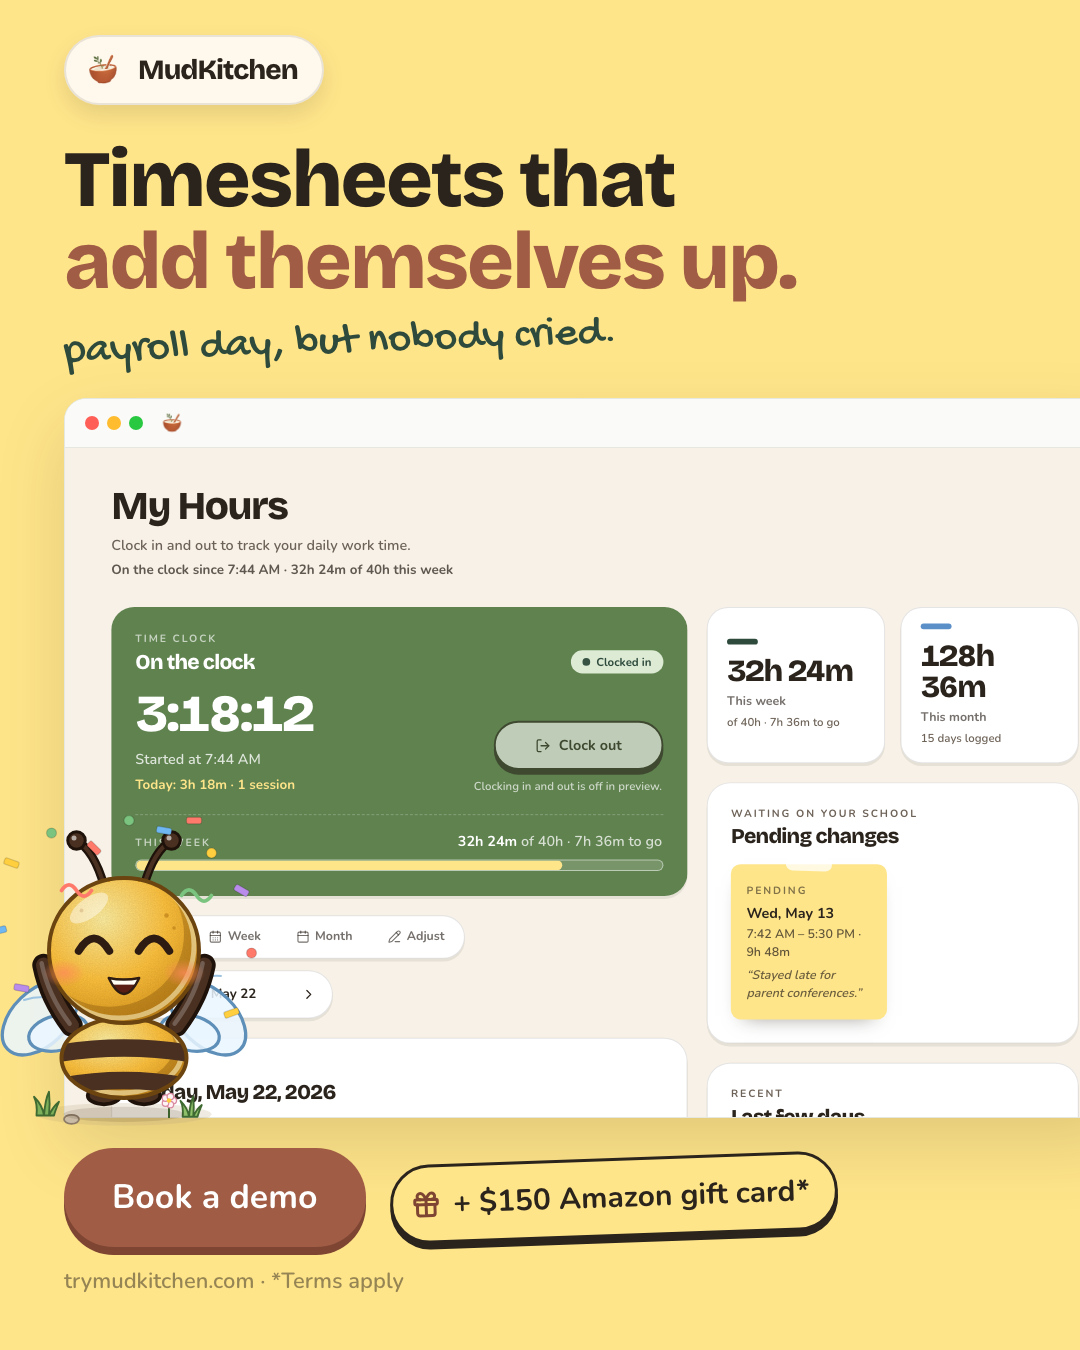 MudKitchen
Timesheets that
add themselves up.
payroll day, but nobody cried.
My Hours
Clock in and out to track your daily work time.
On the clock since 7:44 AM · 32h 24m of 40h this week
TIME CLOCK
On the clock
Clocked in
3:18:12
Started at 7:44 AM
Today: 3h 18m · 1 session
Clock out
Clocking in and out is off in preview.
THIS WEEK
32h 24m of 40h · 7h 36m to go
Week
Month
Adjust
May 22
day, May 22, 2026
32h 24m
This week
of 40h · 7h 36m to go
128h
36m
This month
15 days logged
WAITING ON YOUR SCHOOL
Pending changes
PENDING
Wed, May 13
7:42 AM – 5:30 PM ·
9h 48m
“Stayed late for
parent conferences.”
RECENT
Last few days
Book a demo
+ $150 Amazon gift card*
trymudkitchen.com · *Terms apply